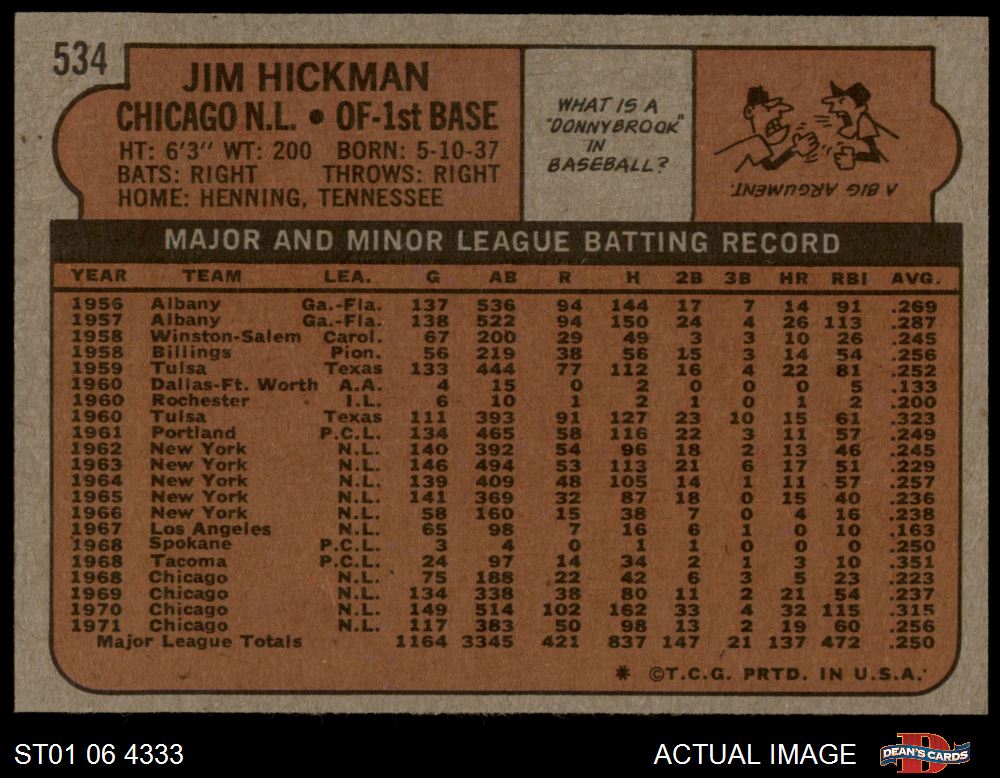 534
JIM HICKMAN
CHICAGO N.L. • OF-1st BASE
HT: 6'3" WT: 200 BORN: 5-10-37
BATS: RIGHT THROWS: RIGHT
HOME: HENNING, TENNESSEE
WHAT IS A
"DONNYBROOK"
IN
BASEBALL?
A BIG ARGUMENT.
MAJOR AND MINOR LEAGUE BATTING RECORD
YEAR TEAM LEA. G AB R H 2B 3B HR RBI AVG.
1956 Albany Ga.-Fla. 137 536 94 144 17 7 14 91 .269
1957 Albany Ga.-Fla. 138 522 94 150 24 4 26 113 .287
1958 Winston-Salem Carol. 67 200 29 49 3 3 10 26 .245
1958 Billings Pion. 56 219 38 56 15 3 14 54 .256
1959 Tulsa Texas 133 444 77 112 16 4 22 81 .252
1960 Dallas-Ft. Worth A.A. 4 15 0 2 0 0 0 5 .133
1960 Rochester I.L. 6 10 1 2 1 0 1 2 .200
1960 Tulsa Texas 111 393 91 127 23 10 15 61 .323
1961 Portland P.C.L. 134 465 58 116 22 3 11 57 .249
1962 New York N.L. 140 392 54 96 18 2 13 46 .245
1963 New York N.L. 146 494 53 113 21 6 17 51 .229
1964 New York N.L. 139 409 48 105 14 1 11 57 .257
1965 New York N.L. 141 369 32 87 18 0 15 40 .236
1966 New York N.L. 58 160 15 38 7 0 4 16 .238
1967 Los Angeles N.L. 65 98 7 16 6 1 0 10 .163
1968 Spokane P.C.L. 3 4 0 1 1 0 0 0 .250
1968 Tacoma P.C.L. 24 97 14 34 2 1 3 10 .351
1968 Chicago N.L. 75 188 22 42 6 3 5 23 .223
1969 Chicago N.L. 134 338 38 80 11 2 21 54 .237
1970 Chicago N.L. 149 514 102 162 33 4 32 115 .315
1971 Chicago N.L. 117 383 50 98 13 2 19 60 .256
Major League Totals 1164 3345 421 837 147 21 137 472 .250
* ©T.C.G. PRTD. IN U.S.A.
ST01 06 4333
ACTUAL IMAGE
DEAN'S CARDS